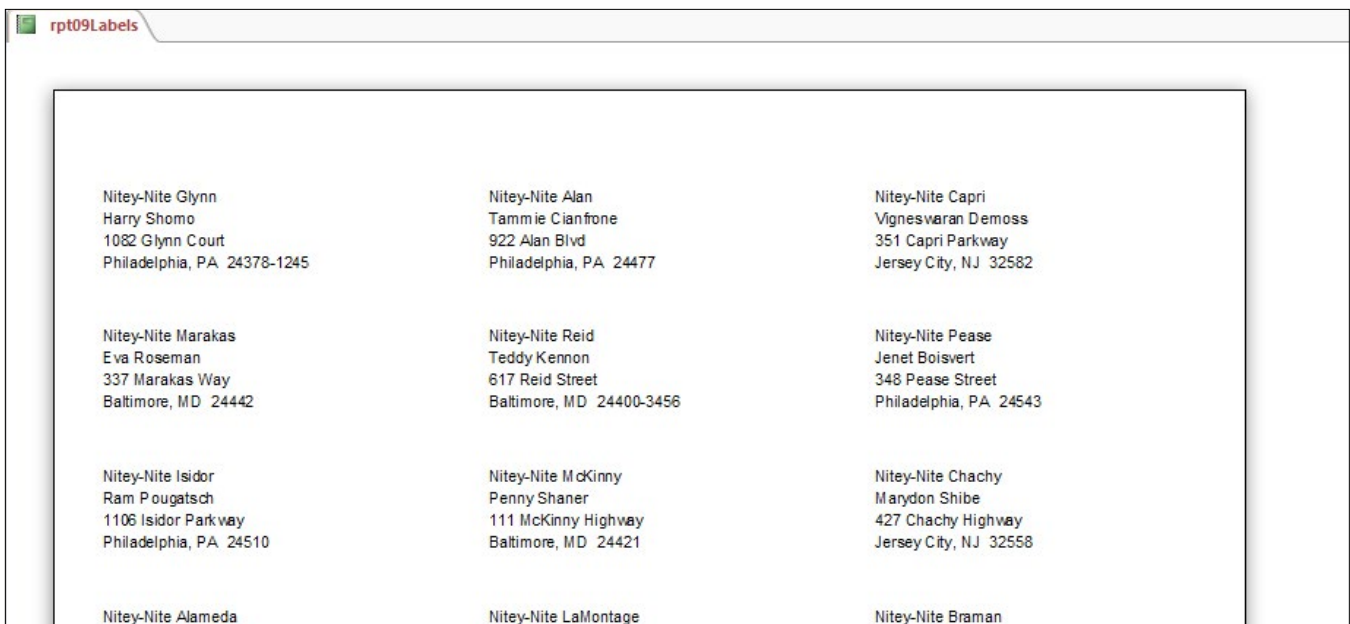 rpt09Labels
Nitey-Nite Glynn
Harry Shomo
1082 Glynn Court
Philadelphia, PA  24378-1245
Nitey-Nite Alan
Tammie Cianfrone
922 Alan Blvd
Philadelphia, PA  24477
Nitey-Nite Capri
Vigneswaran Demoss
351 Capri Parkway
Jersey City, NJ  32582
Nitey-Nite Marakas
Eva Roseman
337 Marakas Way
Baltimore, MD  24442
Nitey-Nite Reid
Teddy Kennon
617 Reid Street
Baltimore, MD  24400-3456
Nitey-Nite Pease
Jenet Boisvert
348 Pease Street
Philadelphia, PA  24543
Nitey-Nite Isidor
Ram Pougatsch
1106 Isidor Parkway
Philadelphia, PA  24510
Nitey-Nite McKinny
Penny Shaner
111 McKinny Highway
Baltimore, MD  24421
Nitey-Nite Chachy
Marydon Shibe
427 Chachy Highway
Jersey City, NJ  32558
Nitey-Nite Alameda
Nitey-Nite LaMontage
Nitey-Nite Braman